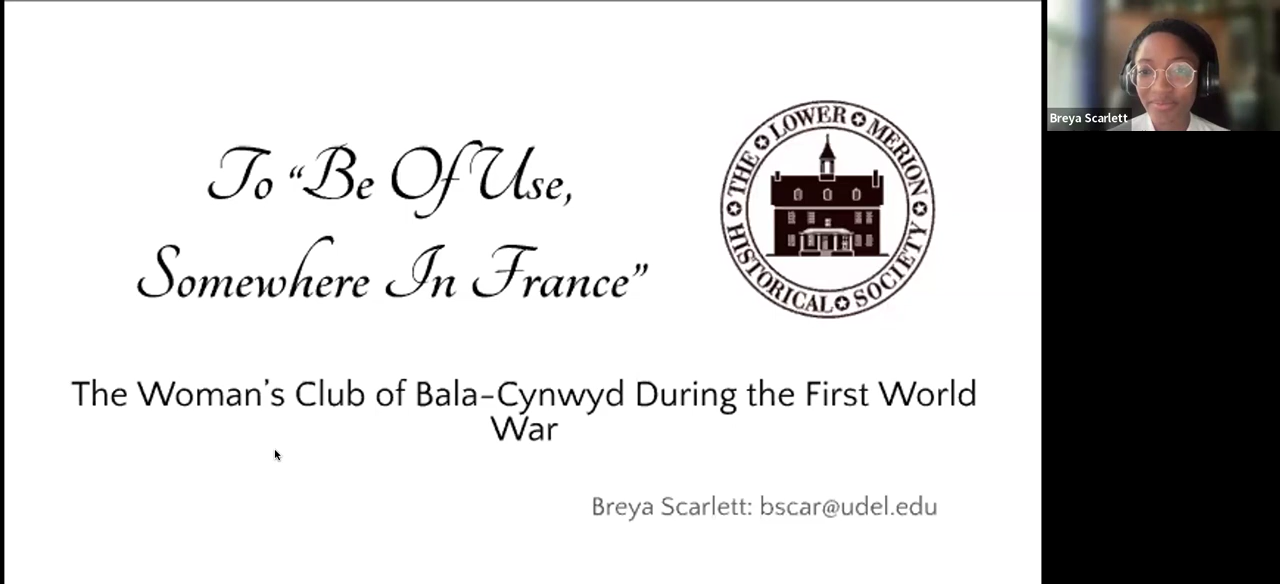 To “Be Of Use,
Somewhere In France”
THE LOWER MERION
HISTORICAL SOCIETY
The Woman’s Club of Bala-Cynwyd During the First World
War
Breya Scarlett: bscar@udel.edu
Breya Scarlett